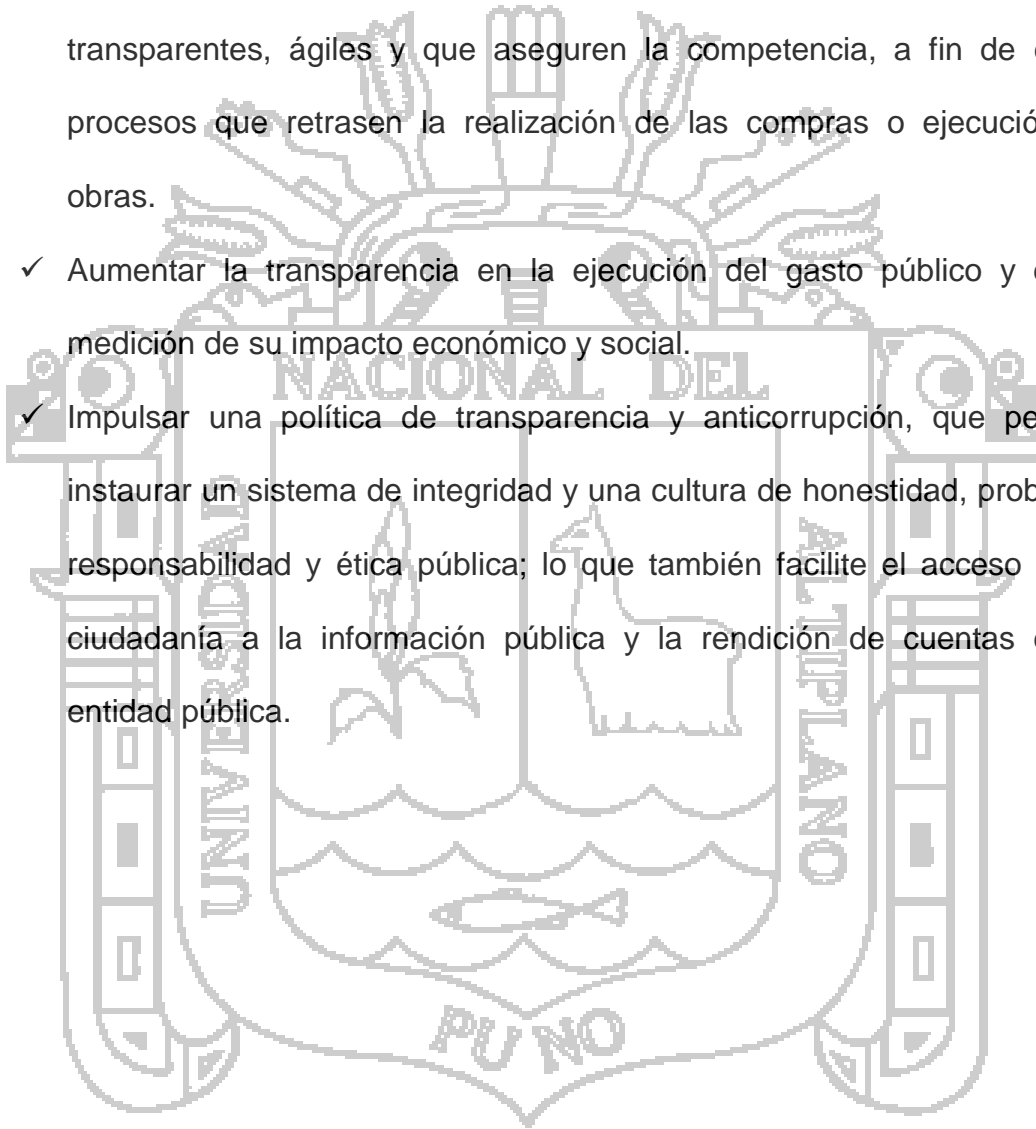 transparentes, ágiles y que aseguren la competencia, a fin de
procesos que retrasen la realización de las compras o
obras.
✓ Aumentar la transparencia en la ejecución del gasto público y
medición de su impacto económico y social.
✓ Impulsar una política de transparencia y anticorrupción, que
instaurar un sistema de integridad y una cultura de honestidad,
responsabilidad y ética pública; lo que también facilite el acceso
ciudadanía a la información pública y la rendición de cuentas
entidad pública.
UNIVERSIDAD
NACIONAL DEL
ALTIPLANO
PUNO